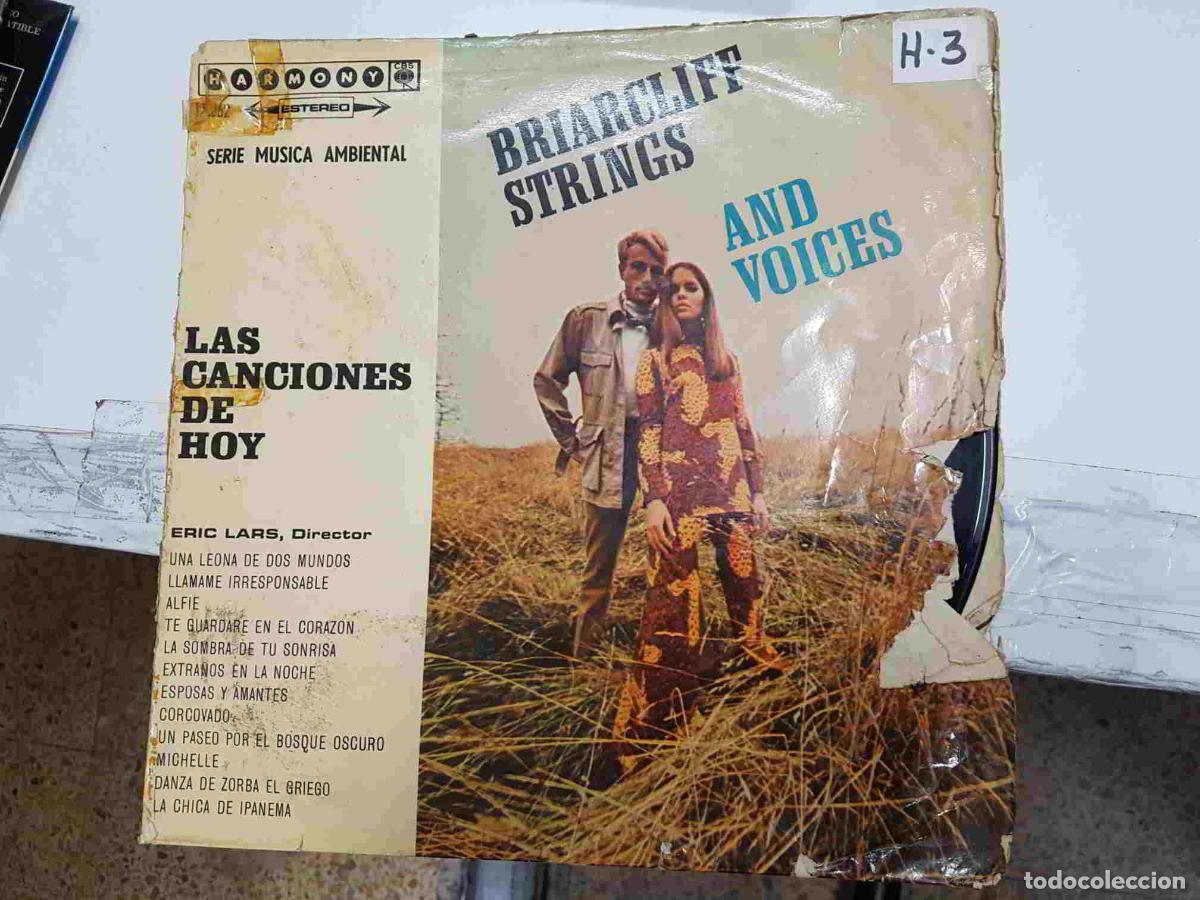 HARMONY
CBS
ESTEREO
SERIE MUSICA AMBIENTAL
BRIARCLIFF
STRINGS
AND
VOICES
H-3
LAS
CANCIONES
DE
HOY
ERIC LARS, Director
UNA LEONA DE DOS MUNDOS
LLAMAME IRRESPONSABLE
ALFIE
TE GUARDARE EN EL CORAZON
LA SOMBRA DE TU SONRISA
EXTRAÑOS EN LA NOCHE
ESPOSAS Y AMANTES
CORCOVADO
UN PASEO POR EL BOSQUE OSCURO
MICHELLE
DANZA DE ZORBA EL GRIEGO
LA CHICA DE IPANEMA
todocoleccion